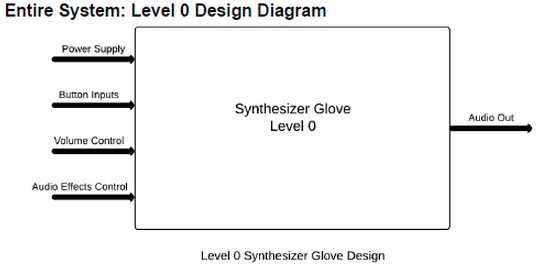 Entire System: Level 0 Design Diagram
Power Supply
Button Inputs
Volume Control
Audio Effects Control
Synthesizer Glove
Level 0
Audio Out
Level 0 Synthesizer Glove Design